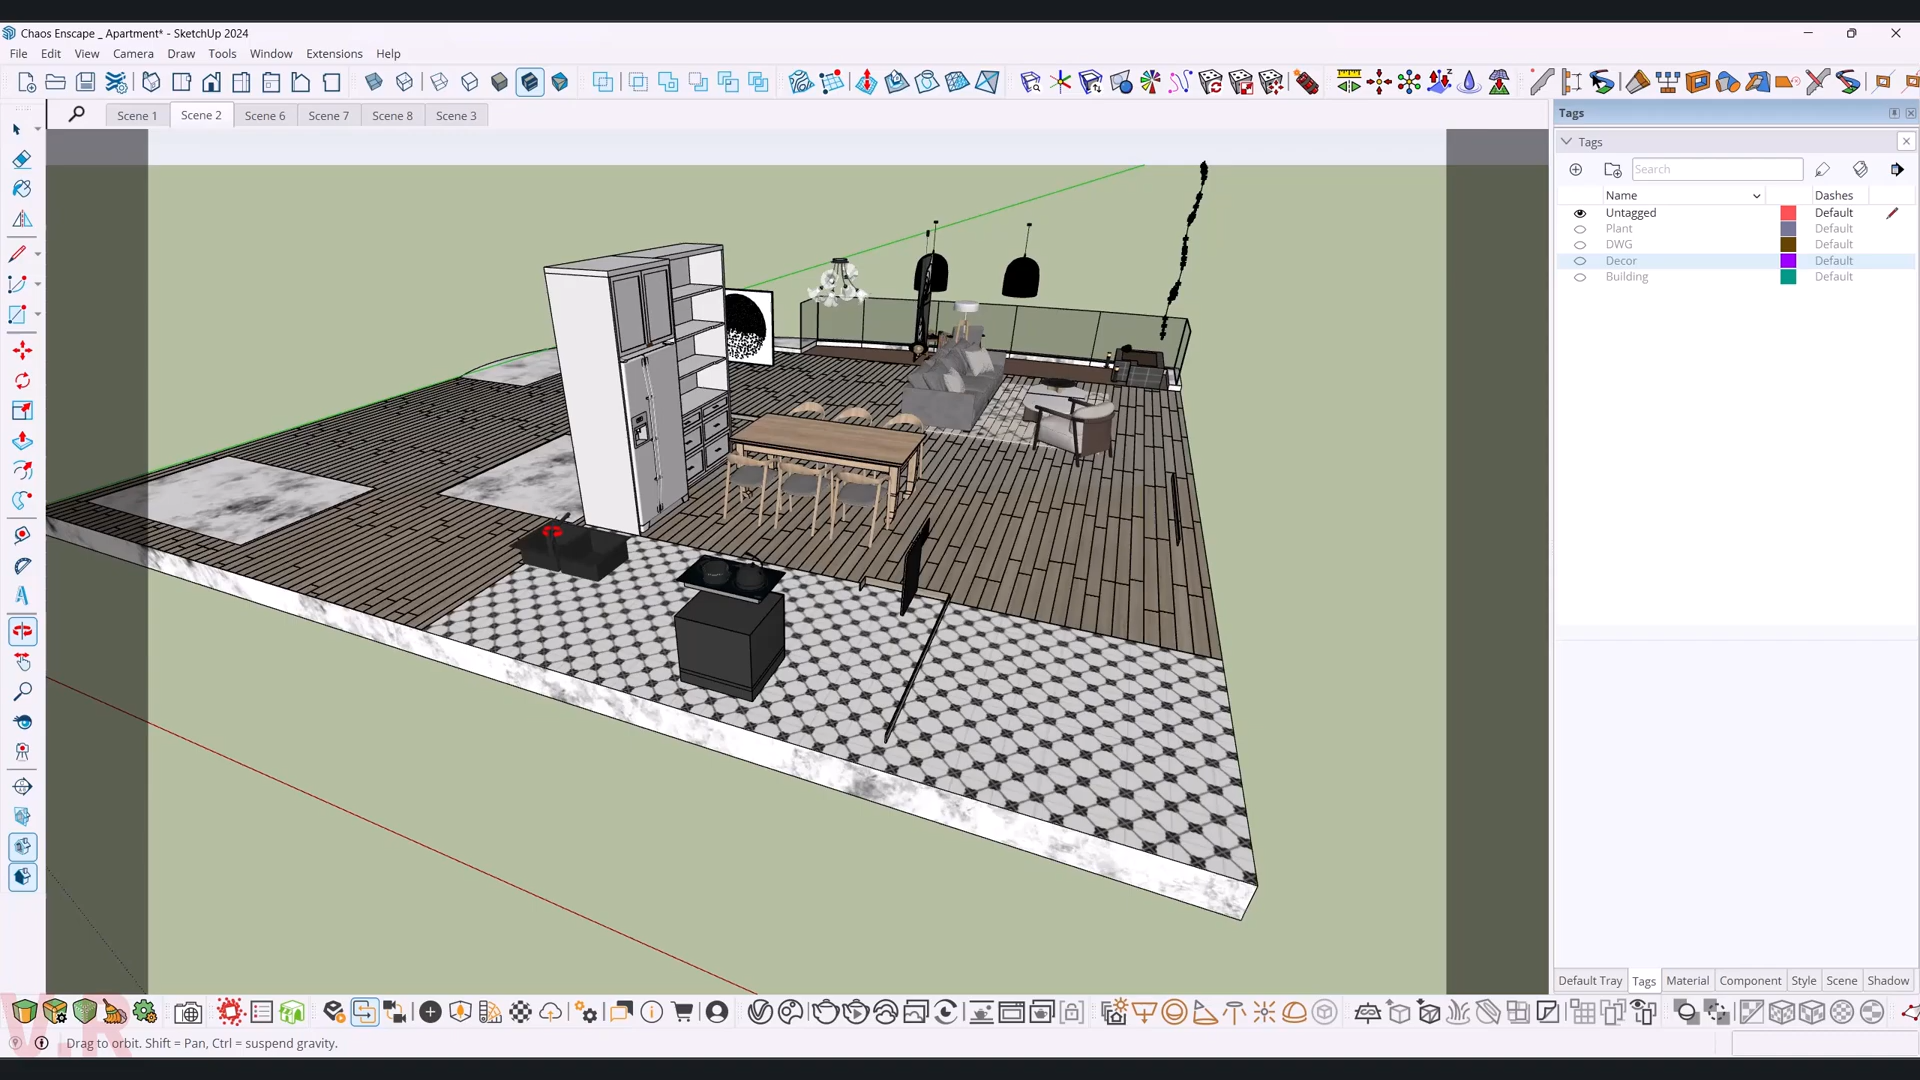 Chaos Enscape _ Apartment* - SketchUp 2024
File Edit View Camera Draw Tools Window Extensions Help
Scene 1 Scene 2 Scene 6 Scene 7 Scene 8 Scene 3
Tags
Tags
Search
Name Dashes
Untagged Default
Plant Default
DWG Default
Decor Default
Building Default
Default Tray Tags Material Component Style Scene Shadow
Drag to orbit. Shift = Pan, Ctrl = suspend gravity.